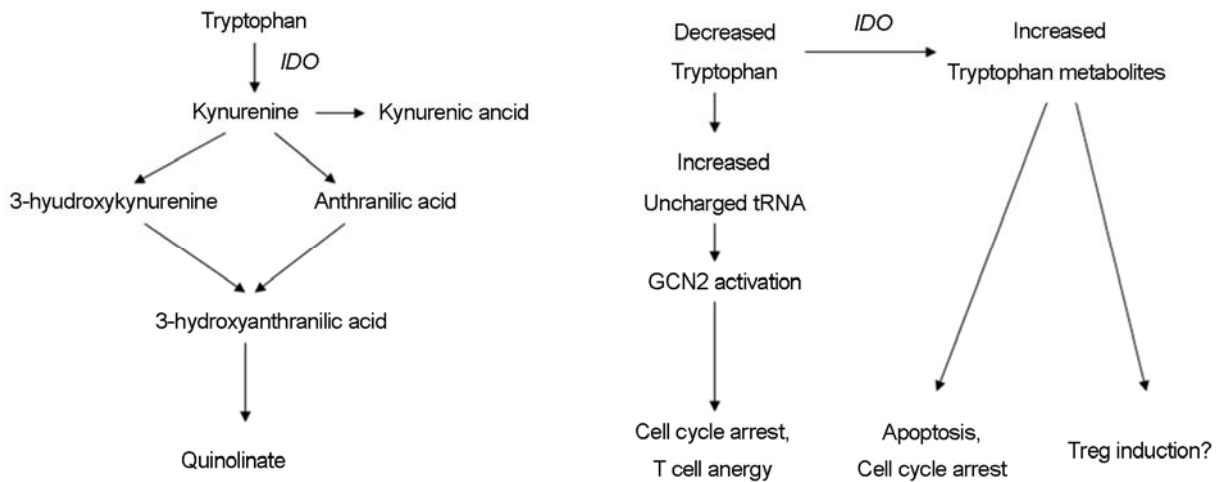 Tryptophan
IDO
Kynurenine
Kynurenic ancid
3-hyudroxykynurenine
Anthranilic acid
3-hydroxyanthranilic acid
Quinolinate
Decreased
Tryptophan
IDO
Increased
Tryptophan metabolites
Increased
Uncharged tRNA
GCN2 activation
Cell cycle arrest,
T cell anergy
Apoptosis,
Cell cycle arrest
Treg induction?